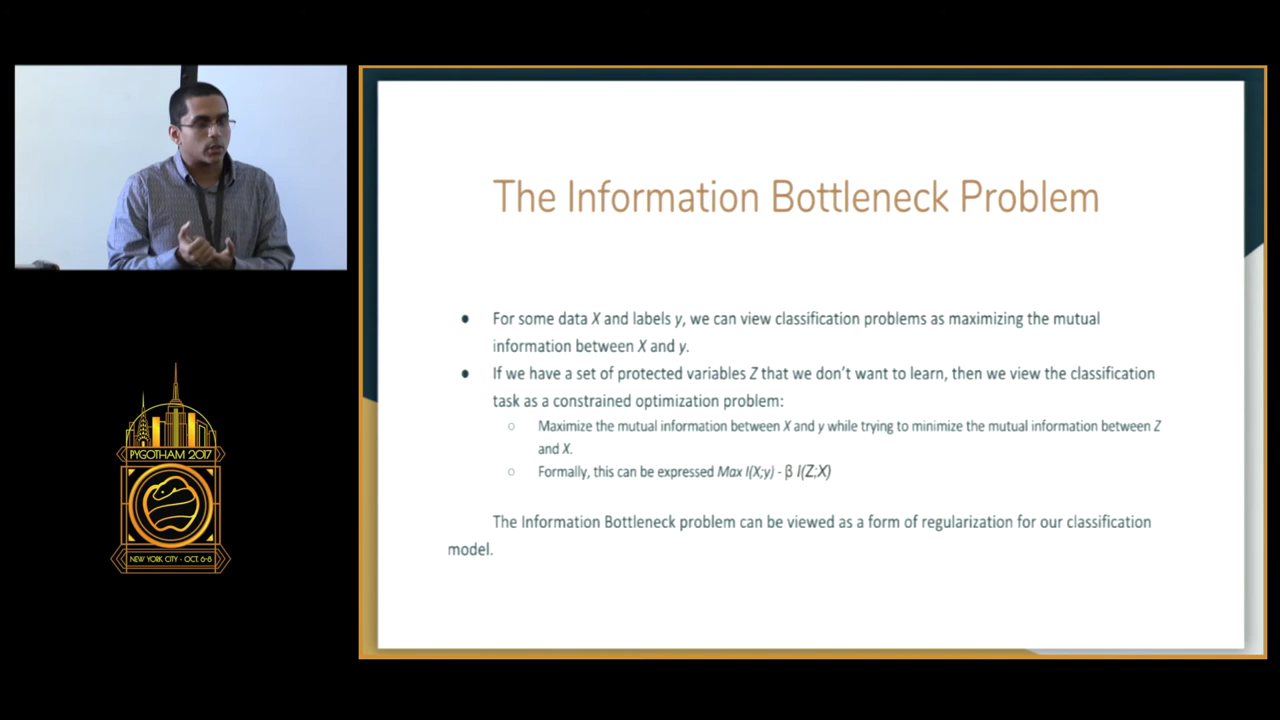 The Information Bottleneck Problem
● For some data X and labels y, we can view classification problems as maximizing the mutual
information between X and y.
● If we have a set of protected variables Z that we don't want to learn, then we view the classification
task as a constrained optimization problem:
○ Maximize the mutual information between X and y while trying to minimize the mutual information between Z
and X.
○ Formally, this can be expressed Max I(X;y) - β I(Z;X)
The Information Bottleneck problem can be viewed as a form of regularization for our classification
model.
PYGOTHAM 2017
NEW YORK CITY - OCT. 6-8